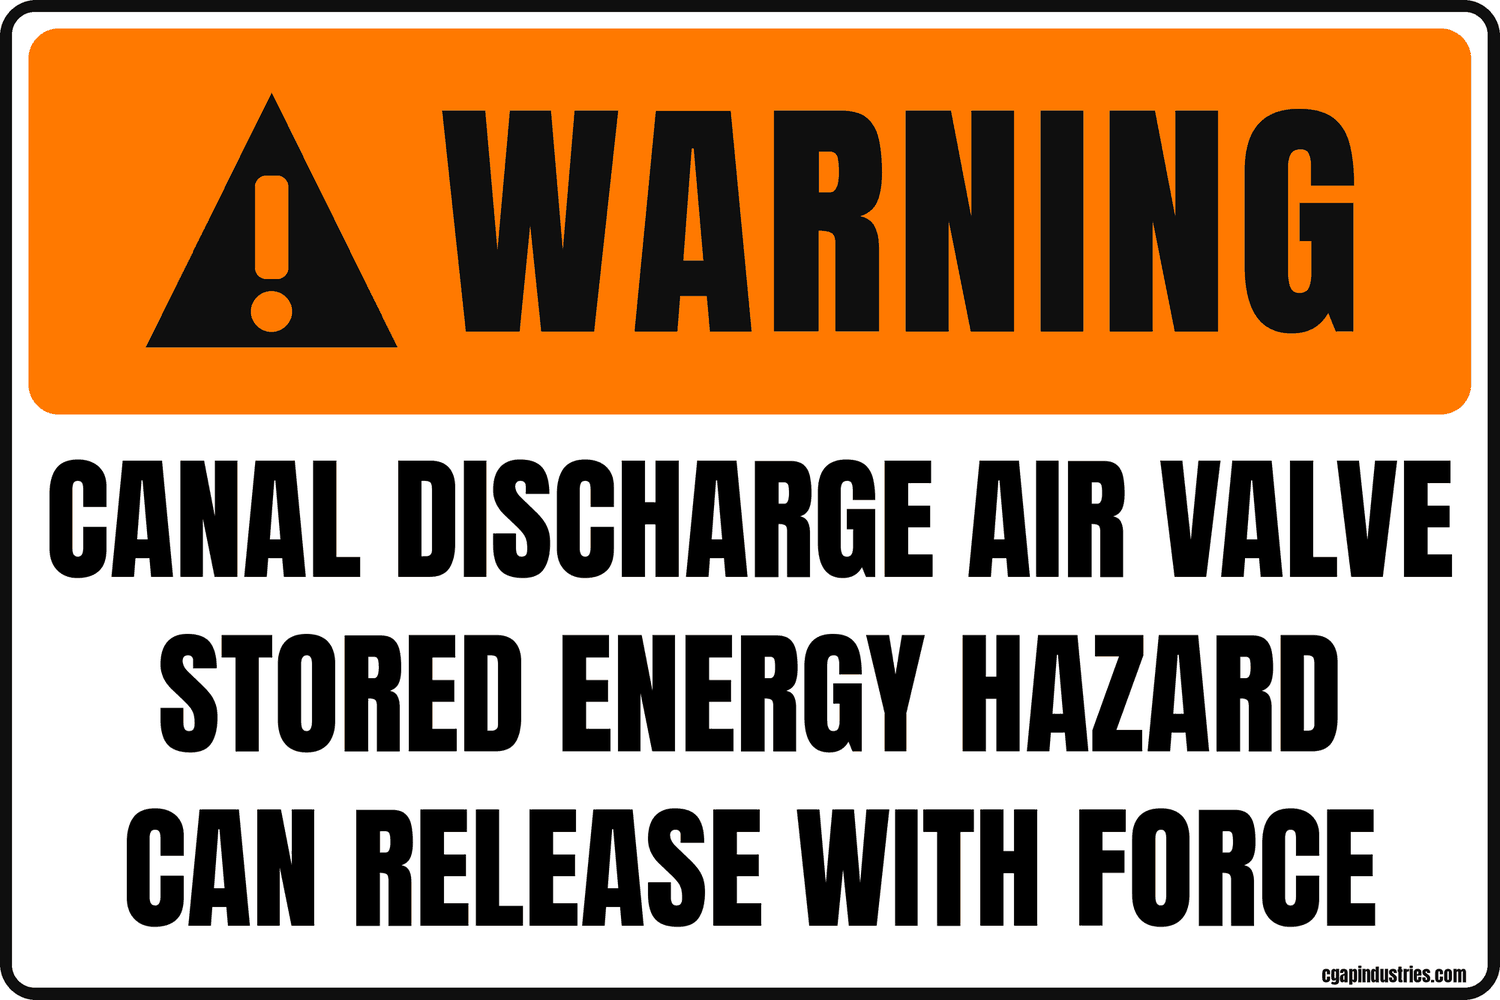 WARNING
CANAL DISCHARGE AIR VALVE
STORED ENERGY HAZARD
CAN RELEASE WITH FORCE
cgapindustries.com